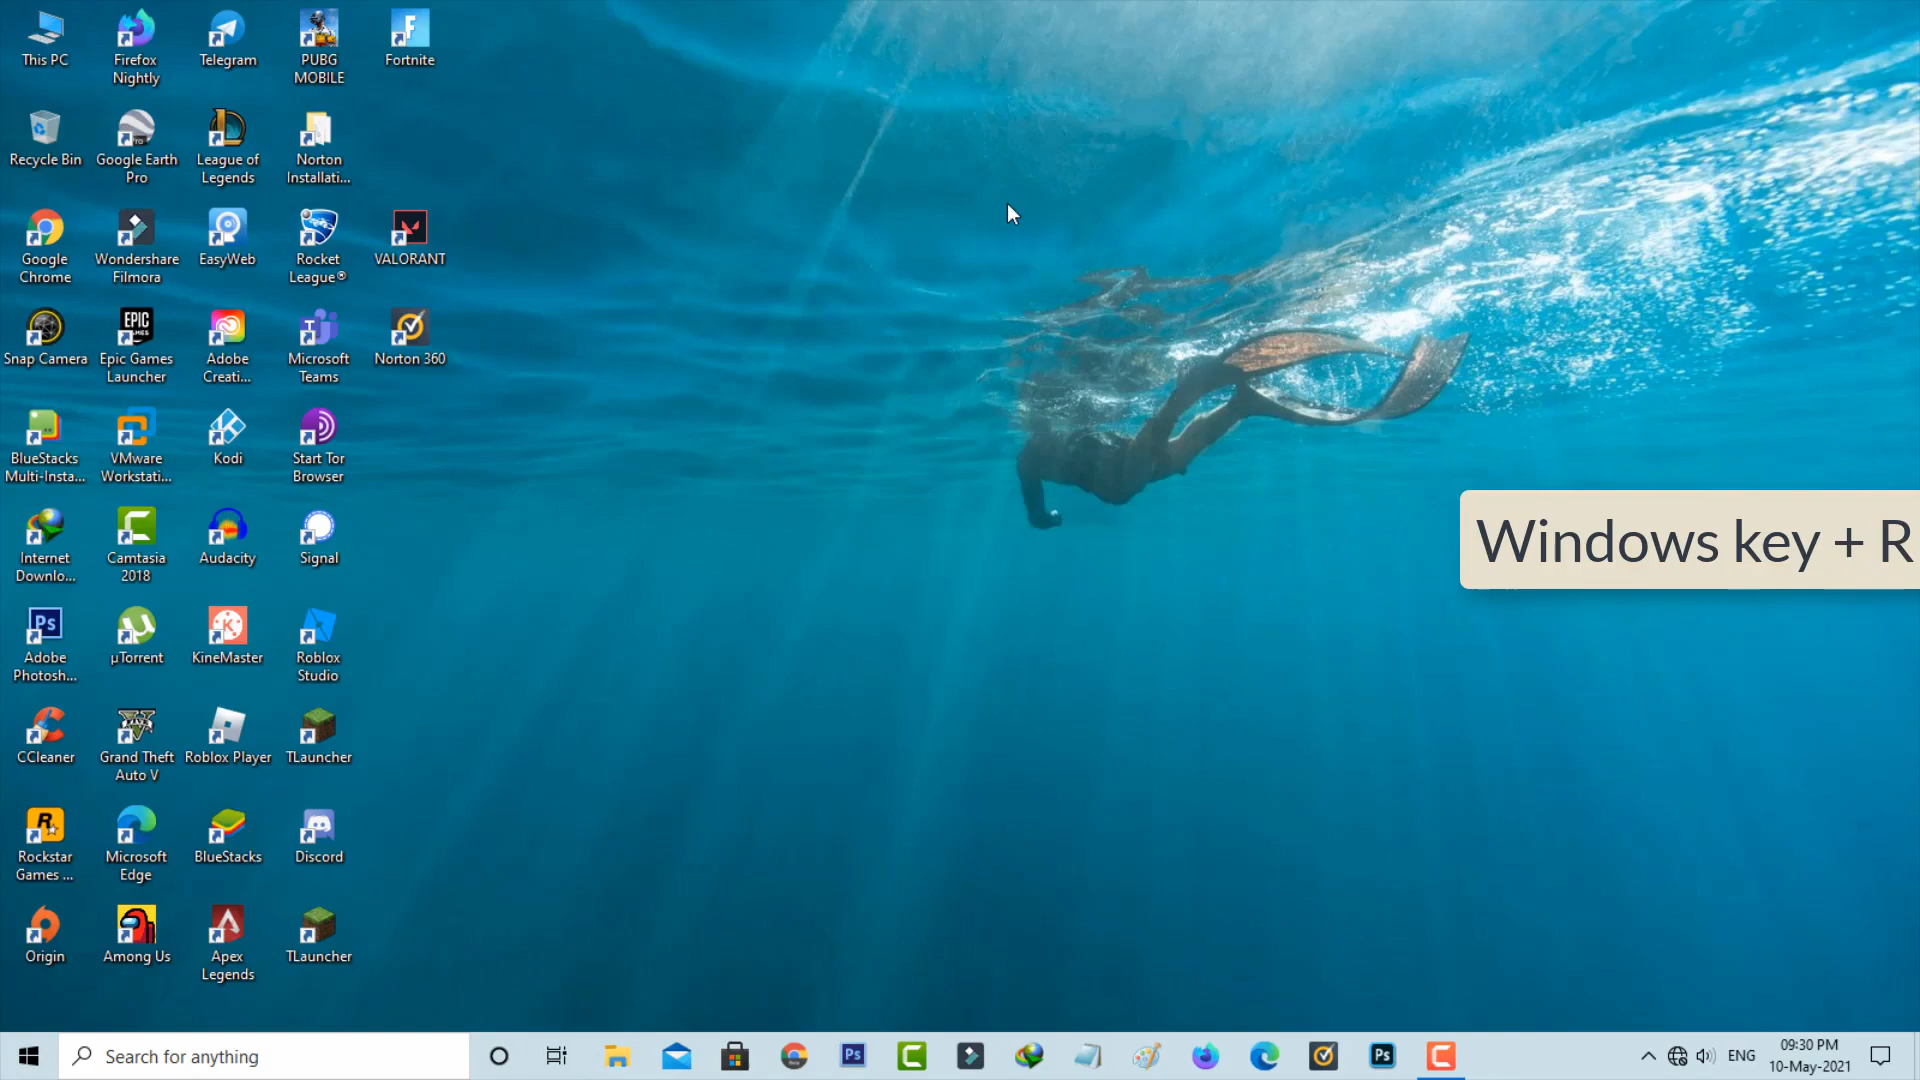 This PC
Firefox
Nightly
Telegram
PUBG
MOBILE
Fortnite
Recycle Bin
Google Earth
Pro
League of
Legends
Norton
Installati...
Google
Chrome
Wondershare
Filmora
EasyWeb
Rocket
League®
VALORANT
Snap Camera
Epic Games
Launcher
Adobe
Creati...
Microsoft
Teams
Norton 360
BlueStacks
Multi-Insta...
VMware
Workstati...
Kodi
Start Tor
Browser
Internet
Downlo...
Camtasia
2018
Audacity
Signal
Windows key + R
Adobe
Photosh...
µTorrent
KineMaster
Roblox
Studio
CCleaner
Grand Theft
Auto V
Roblox Player
TLauncher
Rockstar
Games ...
Microsoft
Edge
BlueStacks
Discord
Origin
Among Us
Apex
Legends
TLauncher
Search for anything
ENG
09:30 PM
10-May-2021